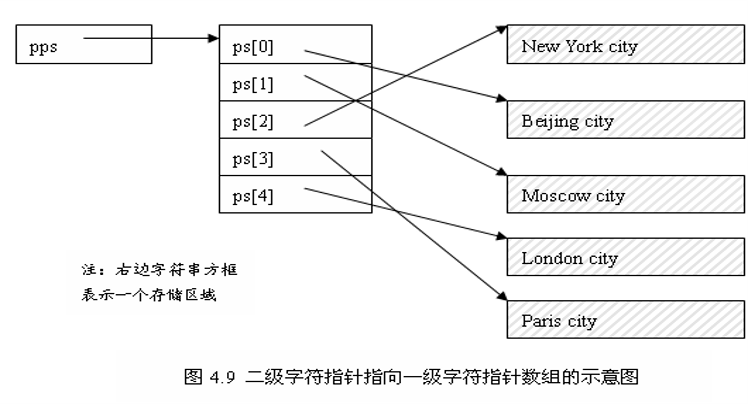 pps
ps[0]
ps[1]
ps[2]
ps[3]
ps[4]
New York city
Beijing city
Moscow city
London city
Paris city
注：右边字符串方框
表示一个存储区域
图 4.9 二级字符指针指向一级字符指针数组的示意图